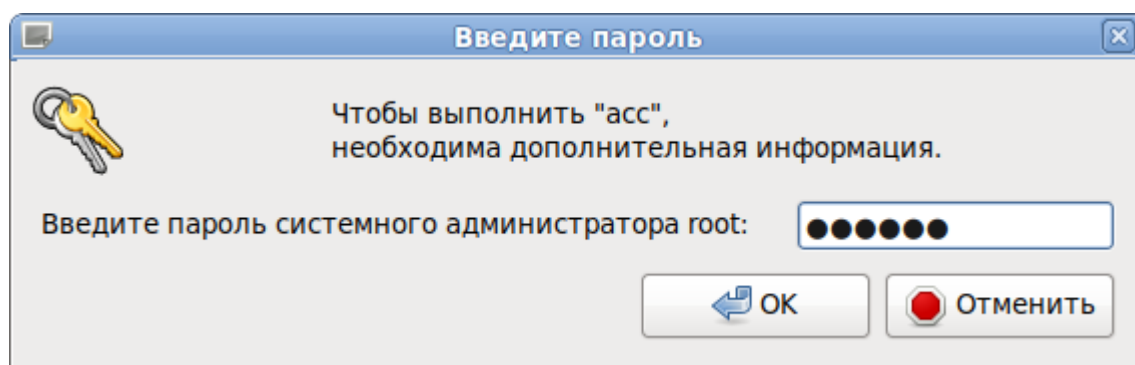 Введите пароль
Чтобы выполнить "acc",
необходима дополнительная информация.
Введите пароль системного администратора root: ●●●●●●
OK
Отменить